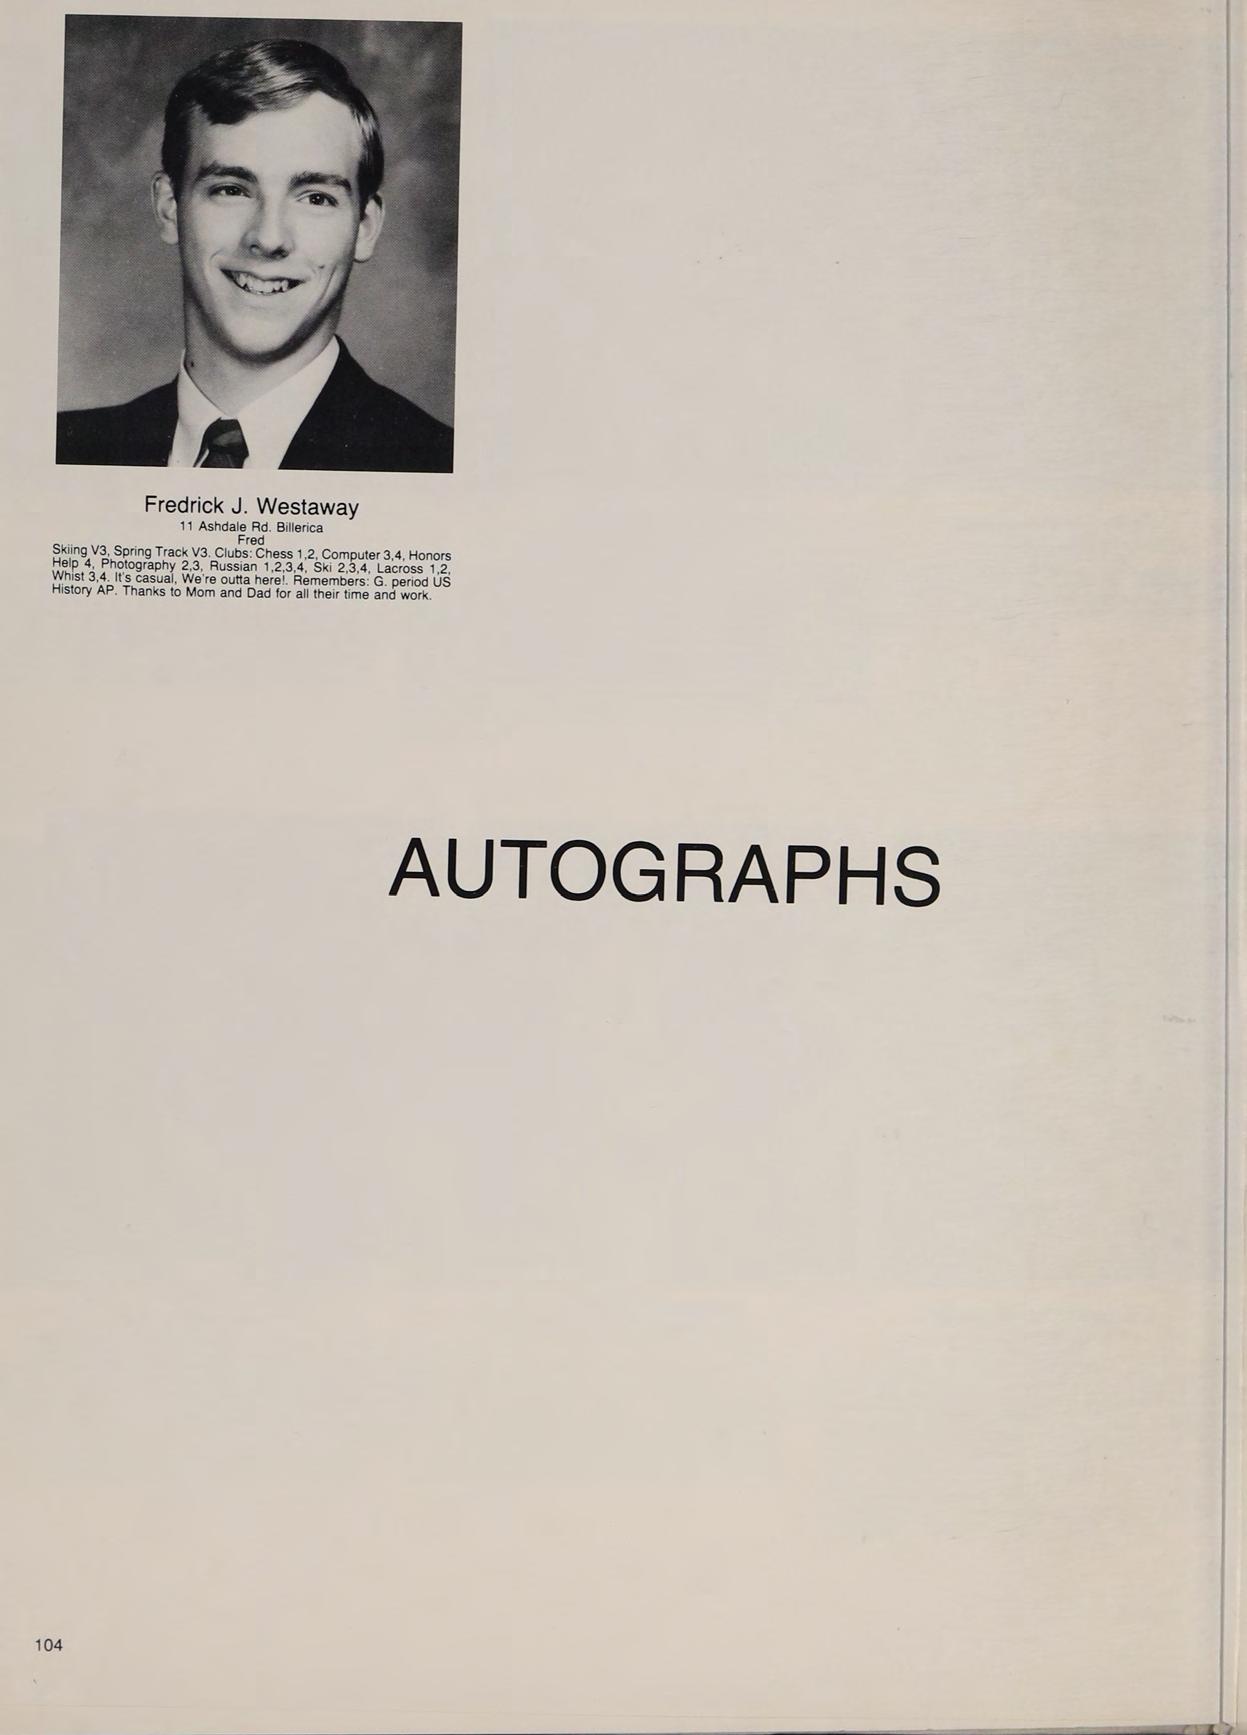 Fredrick J. Westaway
11 Ashdale Rd. Billerica
Fred
Skiing V3, Spring Track V3. Clubs: Chess 1,2, Computer 3,4, Honors
Help 4, Photography 2,3, Russian 1,2,3,4, Ski 2,3,4, Lacross 1,2,
Whist 3,4. It's casual, We're outta here!. Remembers: G. period US
History AP. Thanks to Mom and Dad for all their time and work.
AUTOGRAPHS
104